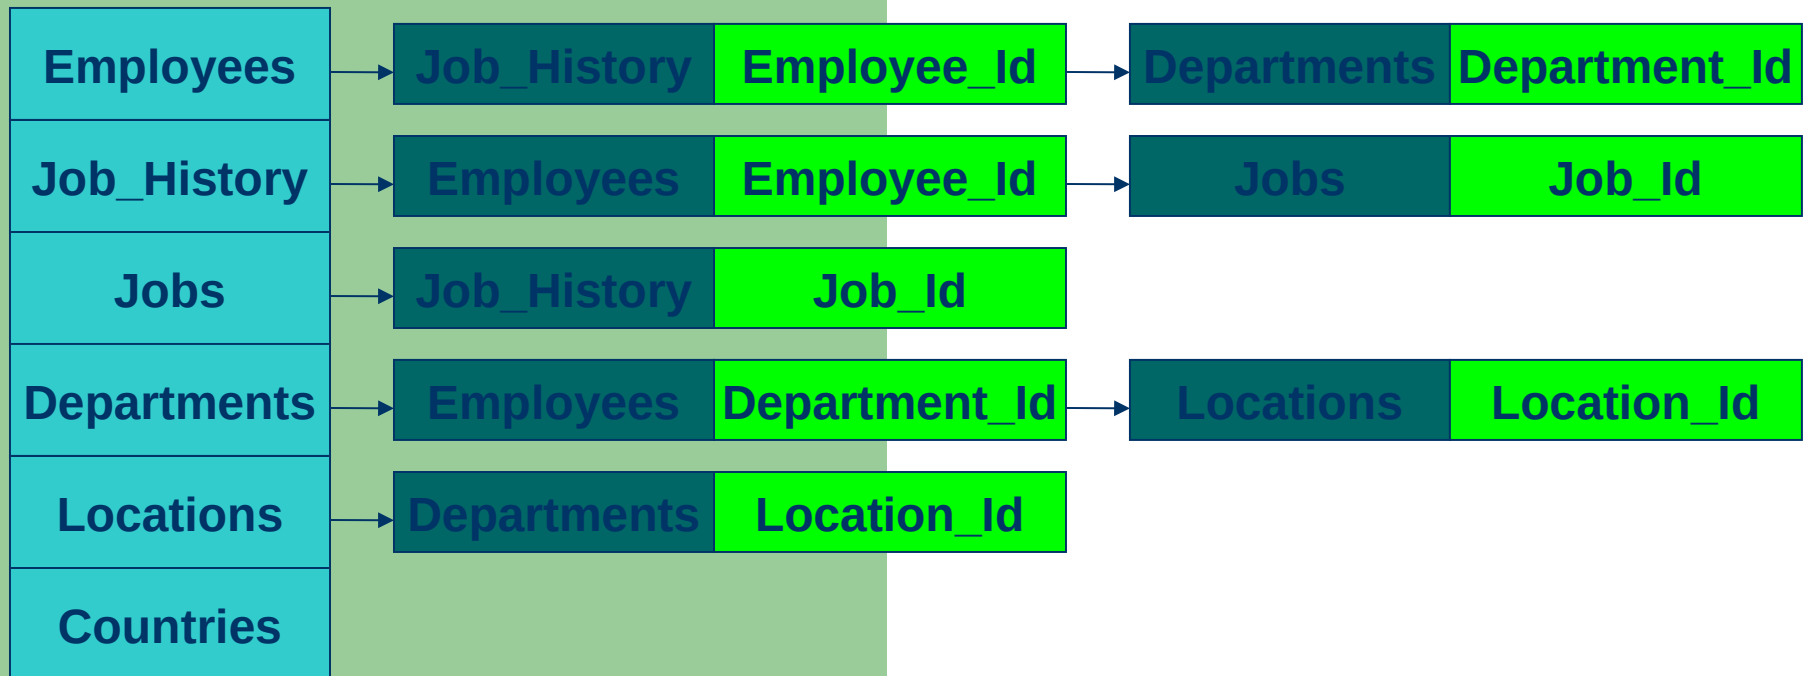 Employees Job_History Employee_Id Departments Department_Id
Job_History Employees Employee_Id Jobs Job_Id
Jobs Job_History Job_Id
Departments Employees Department_Id Locations Location_Id
Locations Departments Location_Id
Countries